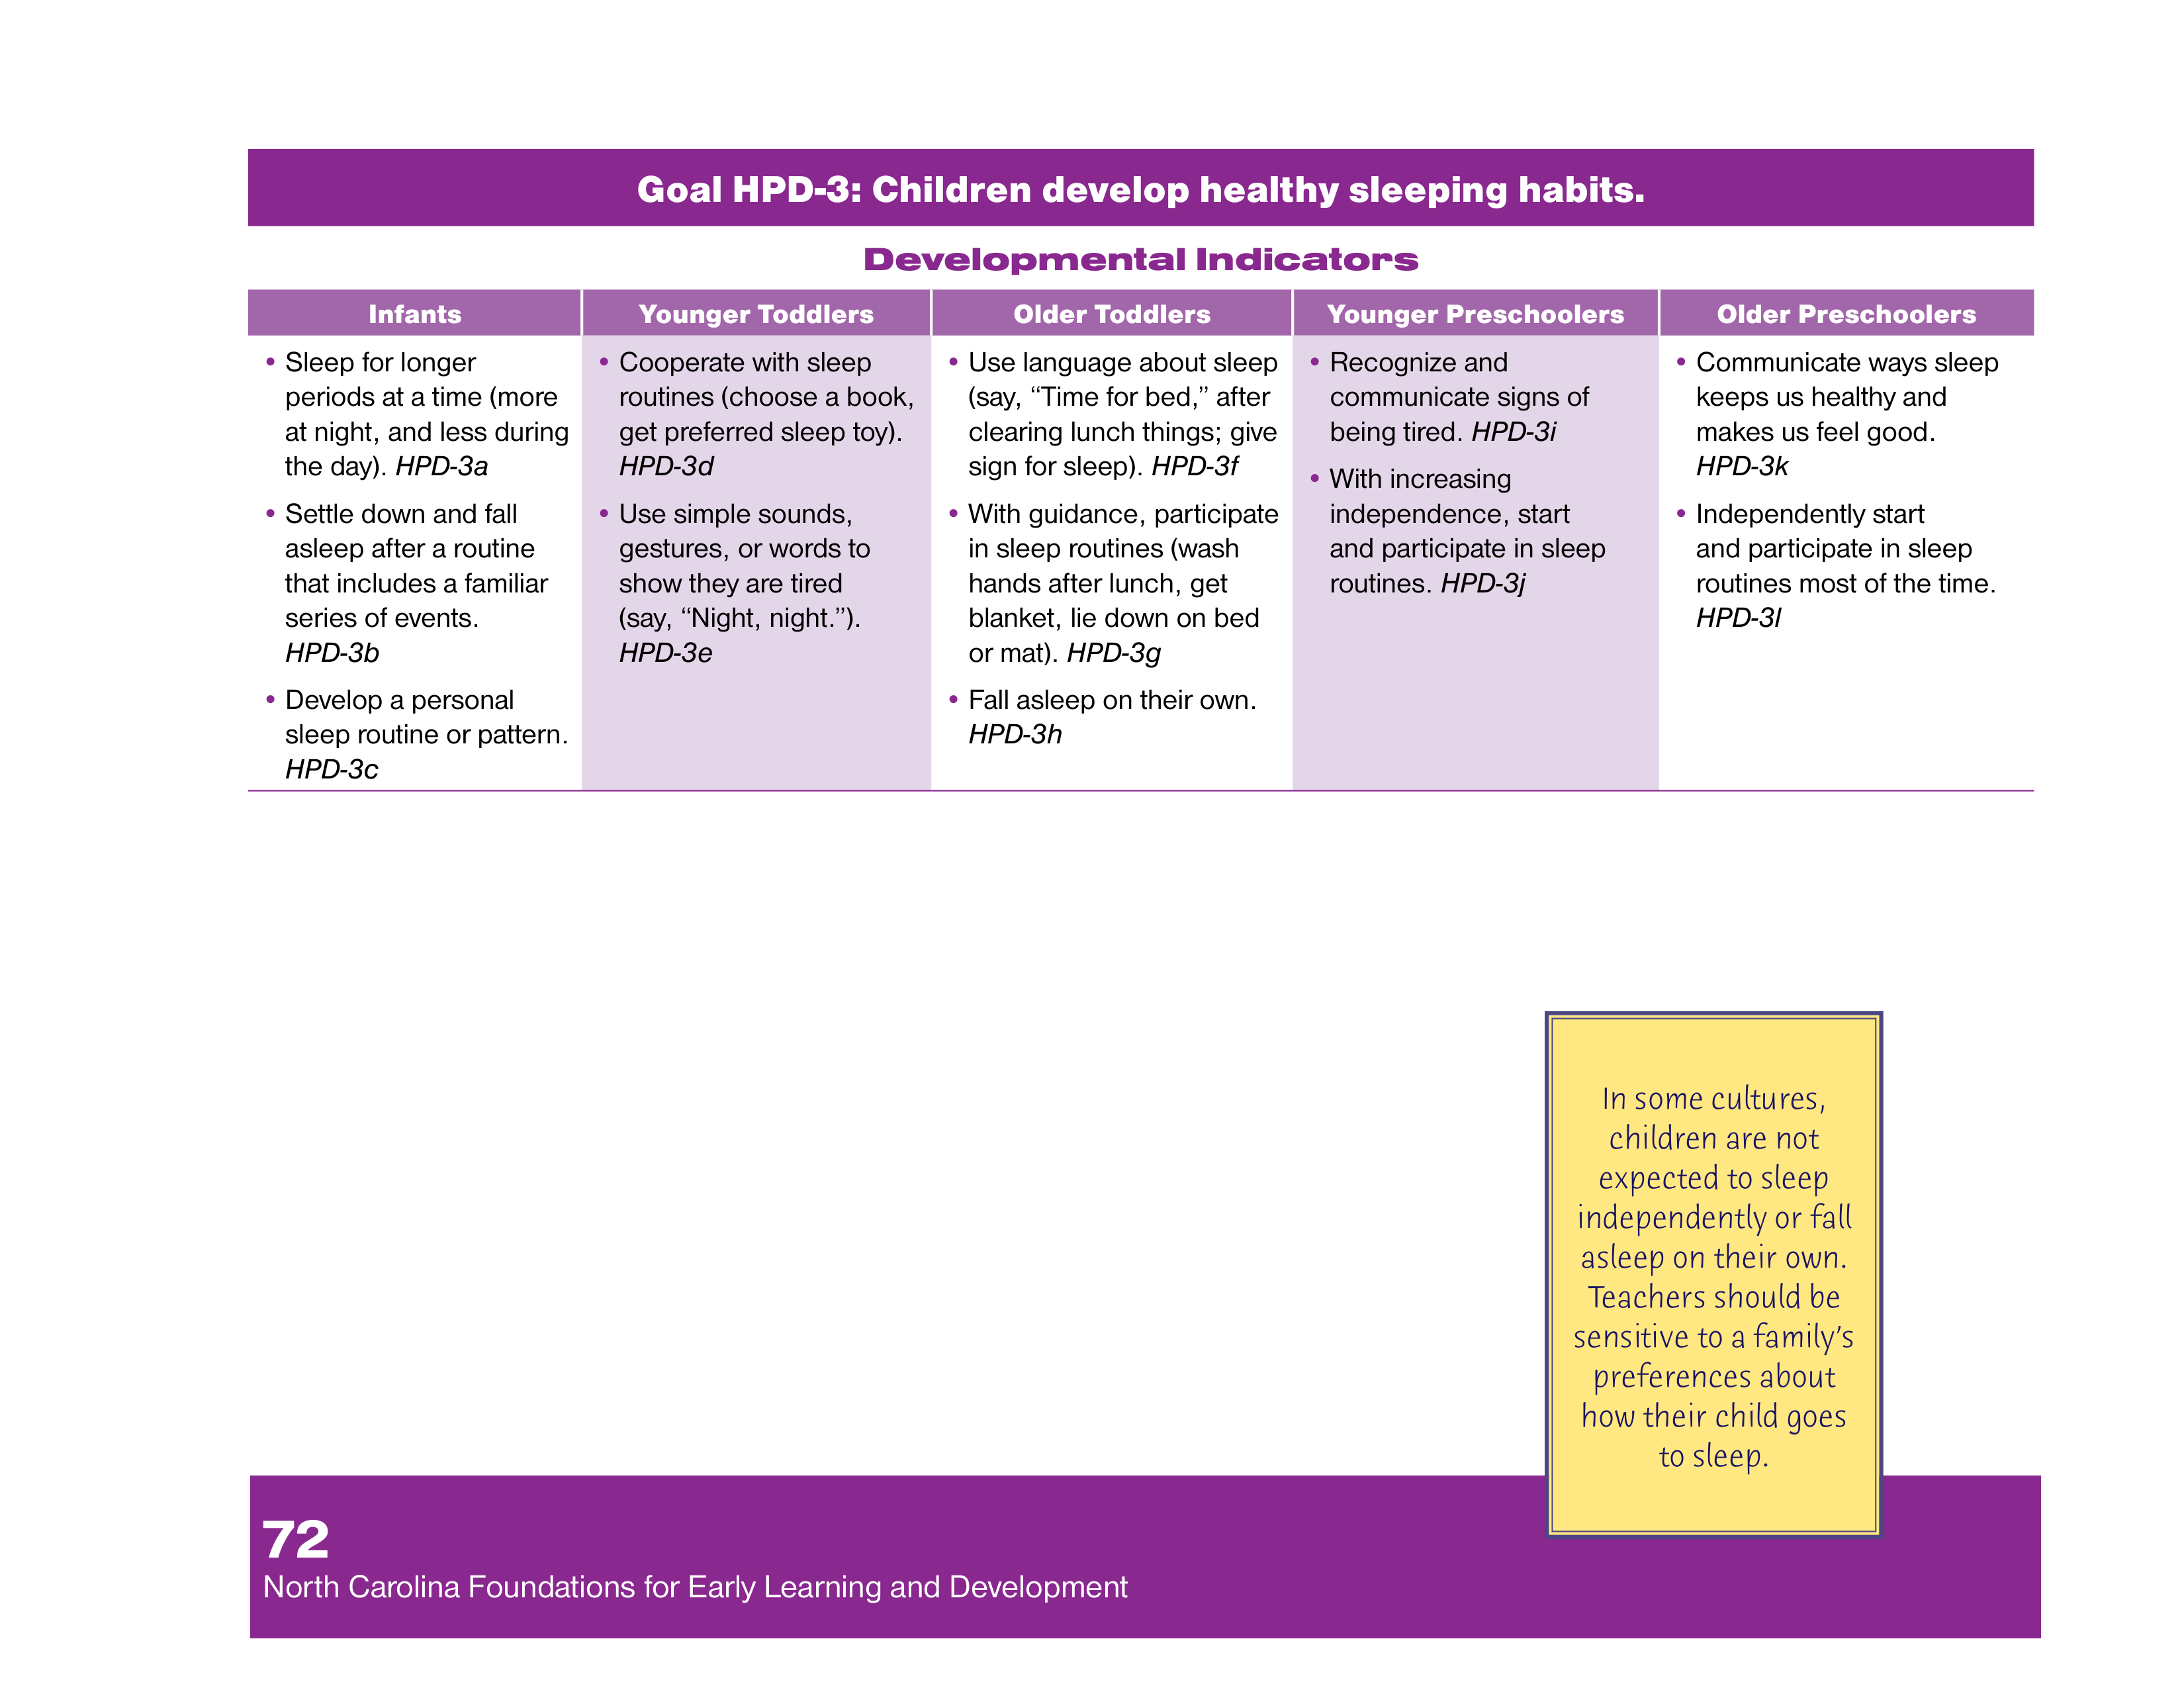 Goal HPD-3: Children develop healthy sleeping habits.
Developmental Indicators
Infants
• Sleep for longer
periods at a time (more
at night, and less during
the day). HPD-3a
• Settle down and fall
asleep after a routine
that includes a familiar
series of events.
HPD-3b
• Develop a personal
sleep routine or pattern.
HPD-3c
Younger Toddlers
• Cooperate with sleep
routines (choose a book,
get preferred sleep toy).
HPD-3d
• Use simple sounds,
gestures, or words to
show they are tired
(say, “Night, night.”).
HPD-3e
Older Toddlers
• Use language about sleep
(say, “Time for bed,” after
clearing lunch things; give
sign for sleep). HPD-3f
• With guidance, participate
in sleep routines (wash
hands after lunch, get
blanket, lie down on bed
or mat). HPD-3g
• Fall asleep on their own.
HPD-3h
Younger Preschoolers
• Recognize and
communicate signs of
being tired. HPD-3i
• With increasing
independence, start
and participate in sleep
routines. HPD-3j
Older Preschoolers
• Communicate ways sleep
keeps us healthy and
makes us feel good.
HPD-3k
• Independently start
and participate in sleep
routines most of the time.
HPD-3l
In some cultures,
children are not
expected to sleep
independently or fall
asleep on their own.
Teachers should be
sensitive to a family’s
preferences about
how their child goes
to sleep.
72
North Carolina Foundations for Early Learning and Development